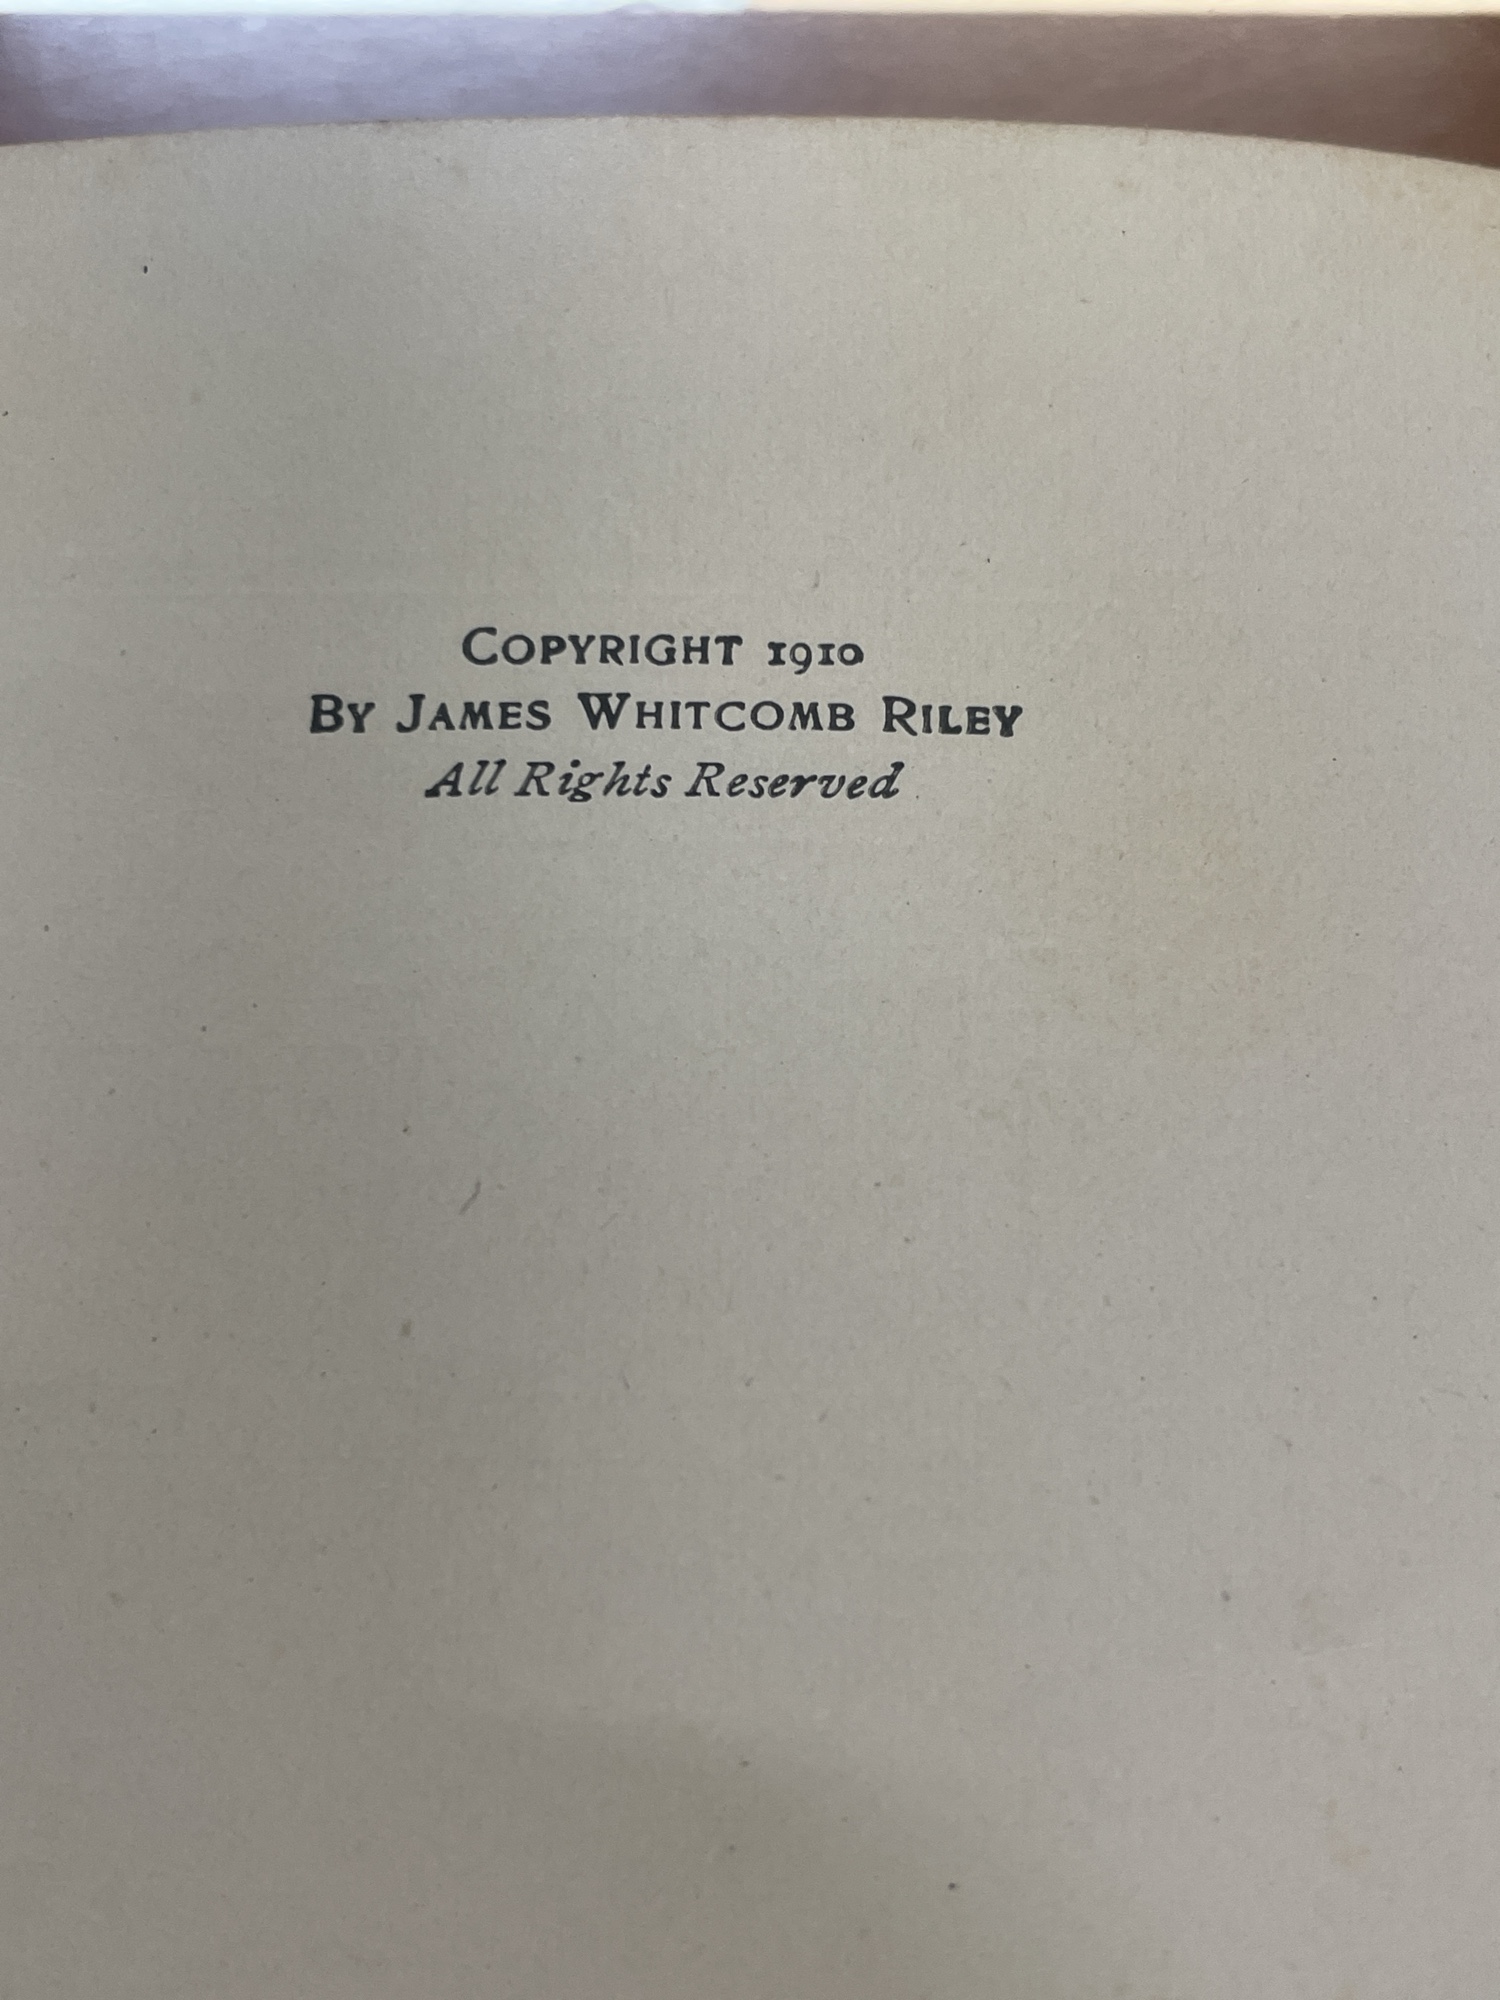 COPYRIGHT 1910
BY JAMES WHITCOMB RILEY
All Rights Reserved